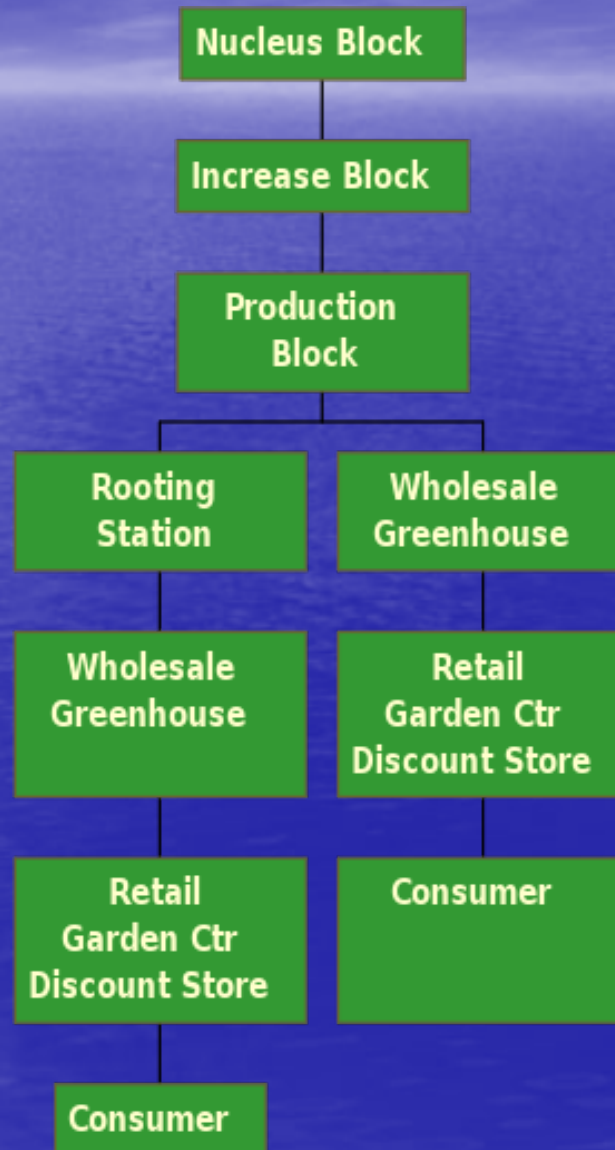 Nucleus Block
Increase Block
Production
Block
Rooting
Station
Wholesale
Greenhouse
Wholesale
Greenhouse
Retail
Garden Ctr
Discount Store
Retail
Garden Ctr
Discount Store
Consumer
Consumer